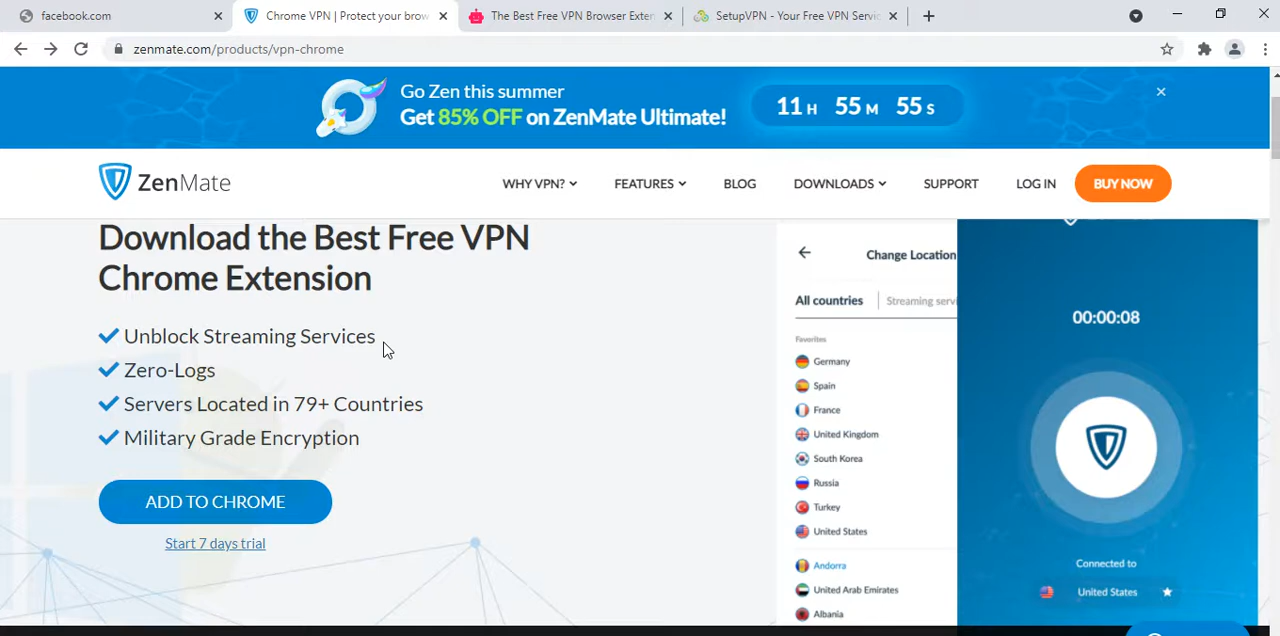 facebook.com
Chrome VPN | Protect your brow
The Best Free VPN Browser Exten
SetupVPN - Your Free VPN Servic
zenmate.com/products/vpn-chrome
Go Zen this summer
Get 85% OFF on ZenMate Ultimate!
11 H 55 M 55 S
ZenMate
WHY VPN?
FEATURES
BLOG
DOWNLOADS
SUPPORT
LOG IN
BUY NOW
Download the Best Free VPN
Chrome Extension
Unblock Streaming Services
Zero-Logs
Servers Located in 79+ Countries
Military Grade Encryption
ADD TO CHROME
Start 7 days trial
Change Location
All countries
Streaming servi
Favorites
Germany
Spain
France
United Kingdom
South Korea
Russia
Turkey
United States
Andorra
United Arab Emirates
Albania
00:00:08
Connected to
United States